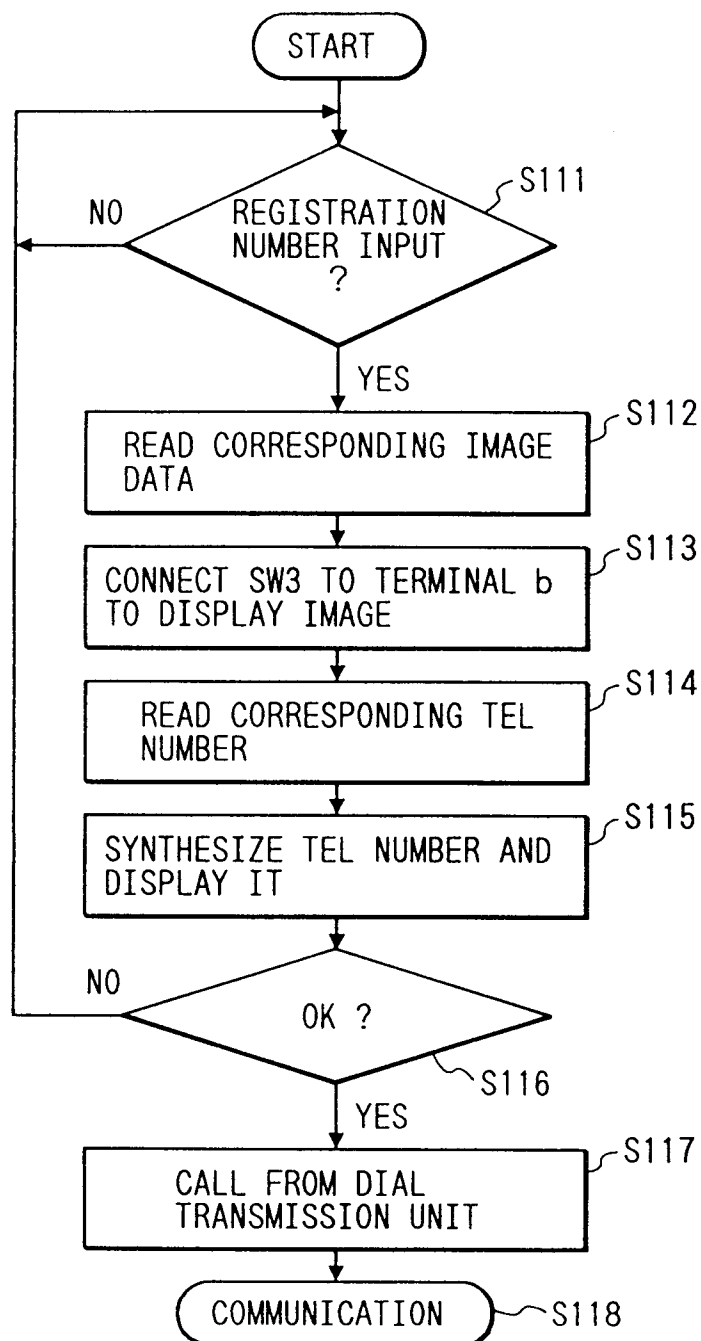 START
S111
NO
REGISTRATION
NUMBER INPUT
?
YES
S112
READ CORRESPONDING IMAGE
DATA
S113
CONNECT SW3 TO TERMINAL b
TO DISPLAY IMAGE
S114
READ CORRESPONDING TEL
NUMBER
S115
SYNTHESIZE TEL NUMBER AND
DISPLAY IT
NO
OK ?
S116
YES
S117
CALL FROM DIAL
TRANSMISSION UNIT
COMMUNICATION
S118